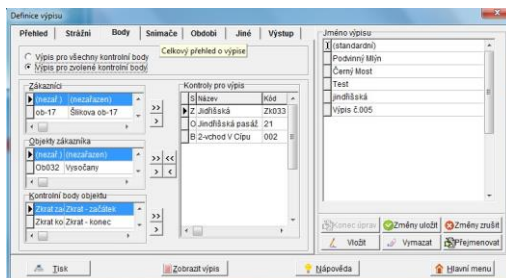 Definice výpisu
Přehled Strážní Body Snímače Období Jiné Výstup
Celkový přehled o výpise
Výpis pro všechny kontrolní body
Výpis pro zvolené kontrolní body
Zákazníci
(nezař.) (nezařazen)
ob-17 Šílikova ob-17
>>
>
Objekty zákazníka
(nezař.) (nezařazen)
Ob032 Vysočany
>> <<
> <
Kontrolní body objektu
Zkrat za Zkrat - začátek
Zkrat ko Zkrat - konec
>>
>
Kontroly pro výpis
S Název Kód
Z Jidřišská Zk033
O Jindřišská pasáž 21
B 2-vchod V Cípu 002
Jméno výpisu
(standardní)
Podvinný Mlýn
Černý Most
Test
jindřišská
Výpis č.005
Konec úprav Změny uložit Změny zrušit
Vložit Vymazat Přejmenovat
Tisk Zobrazit výpis Nápověda Hlavní menu